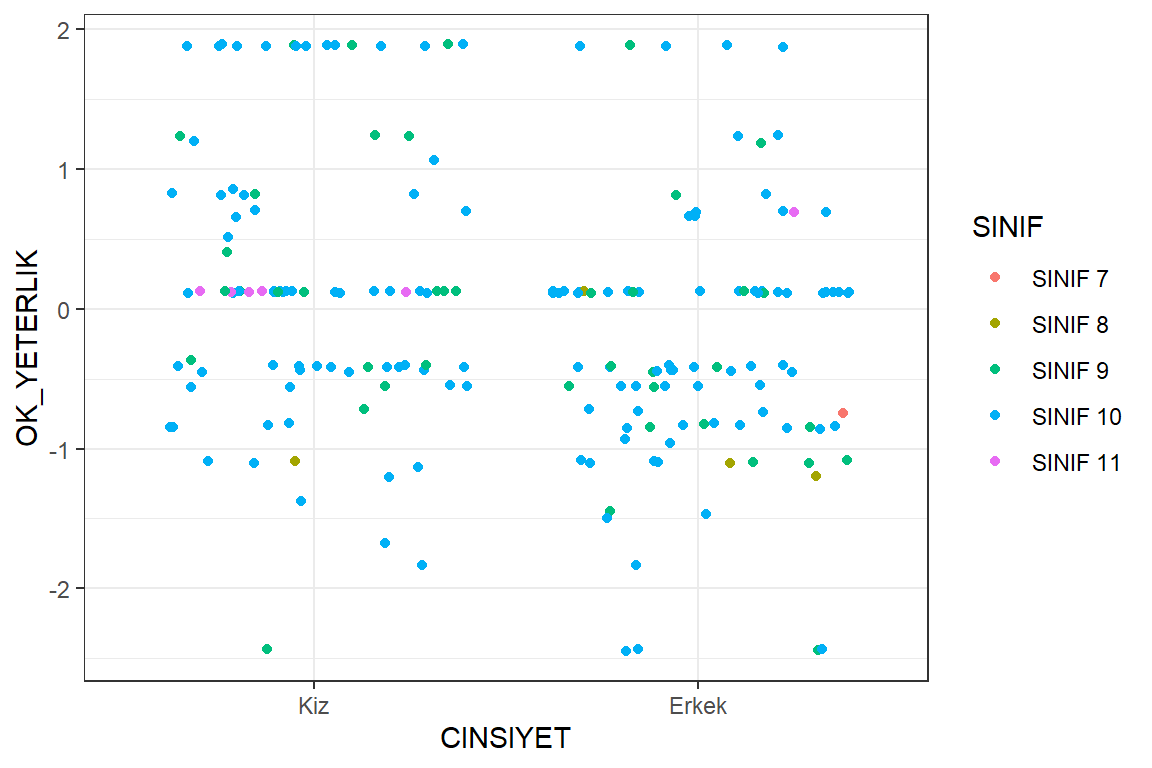 2
1
0
-1
-2
OK_YETERLIK
Kiz
Erkek
CINSIYET
SINIF
SINIF 7
SINIF 8
SINIF 9
SINIF 10
SINIF 11